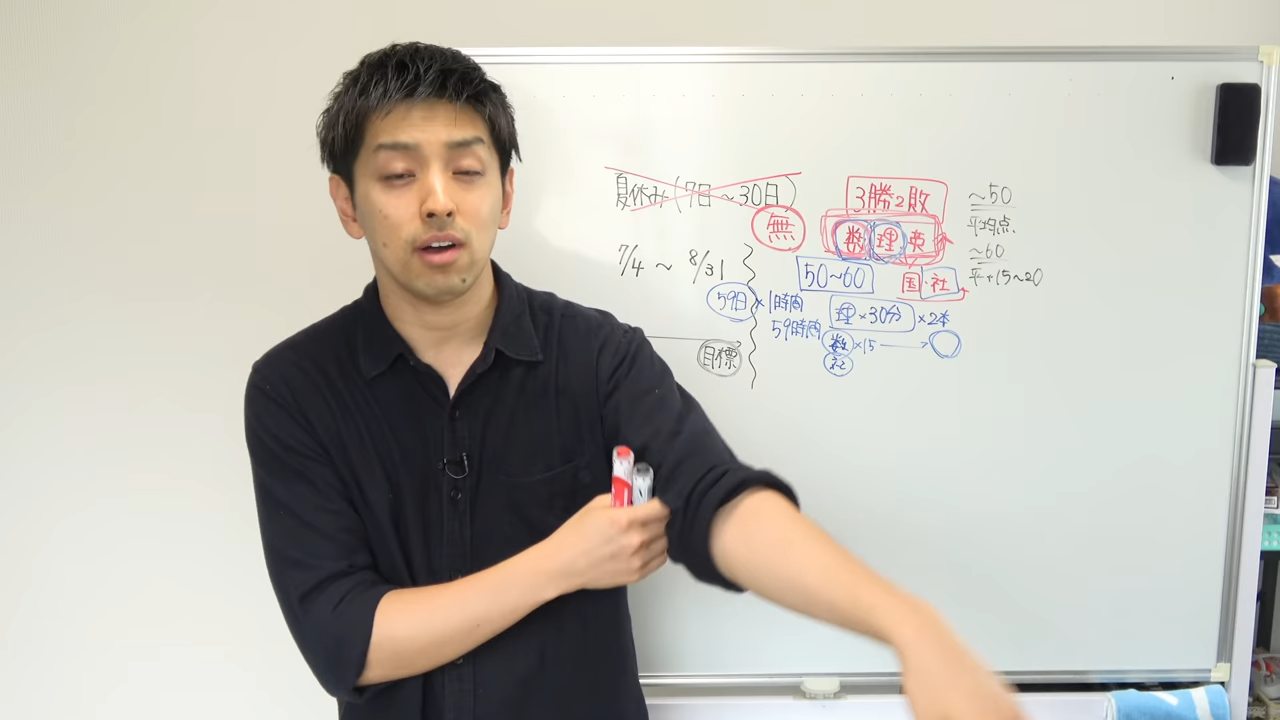 夏休み(7日~30日)
無
7/4 ~ 8/31
59日 × 1時間
59時間
目標
3勝2敗
数 理 英
国・社
50~60
理×30分 ×2本
数×15
社
~50
平均点、
~60
平+15~20